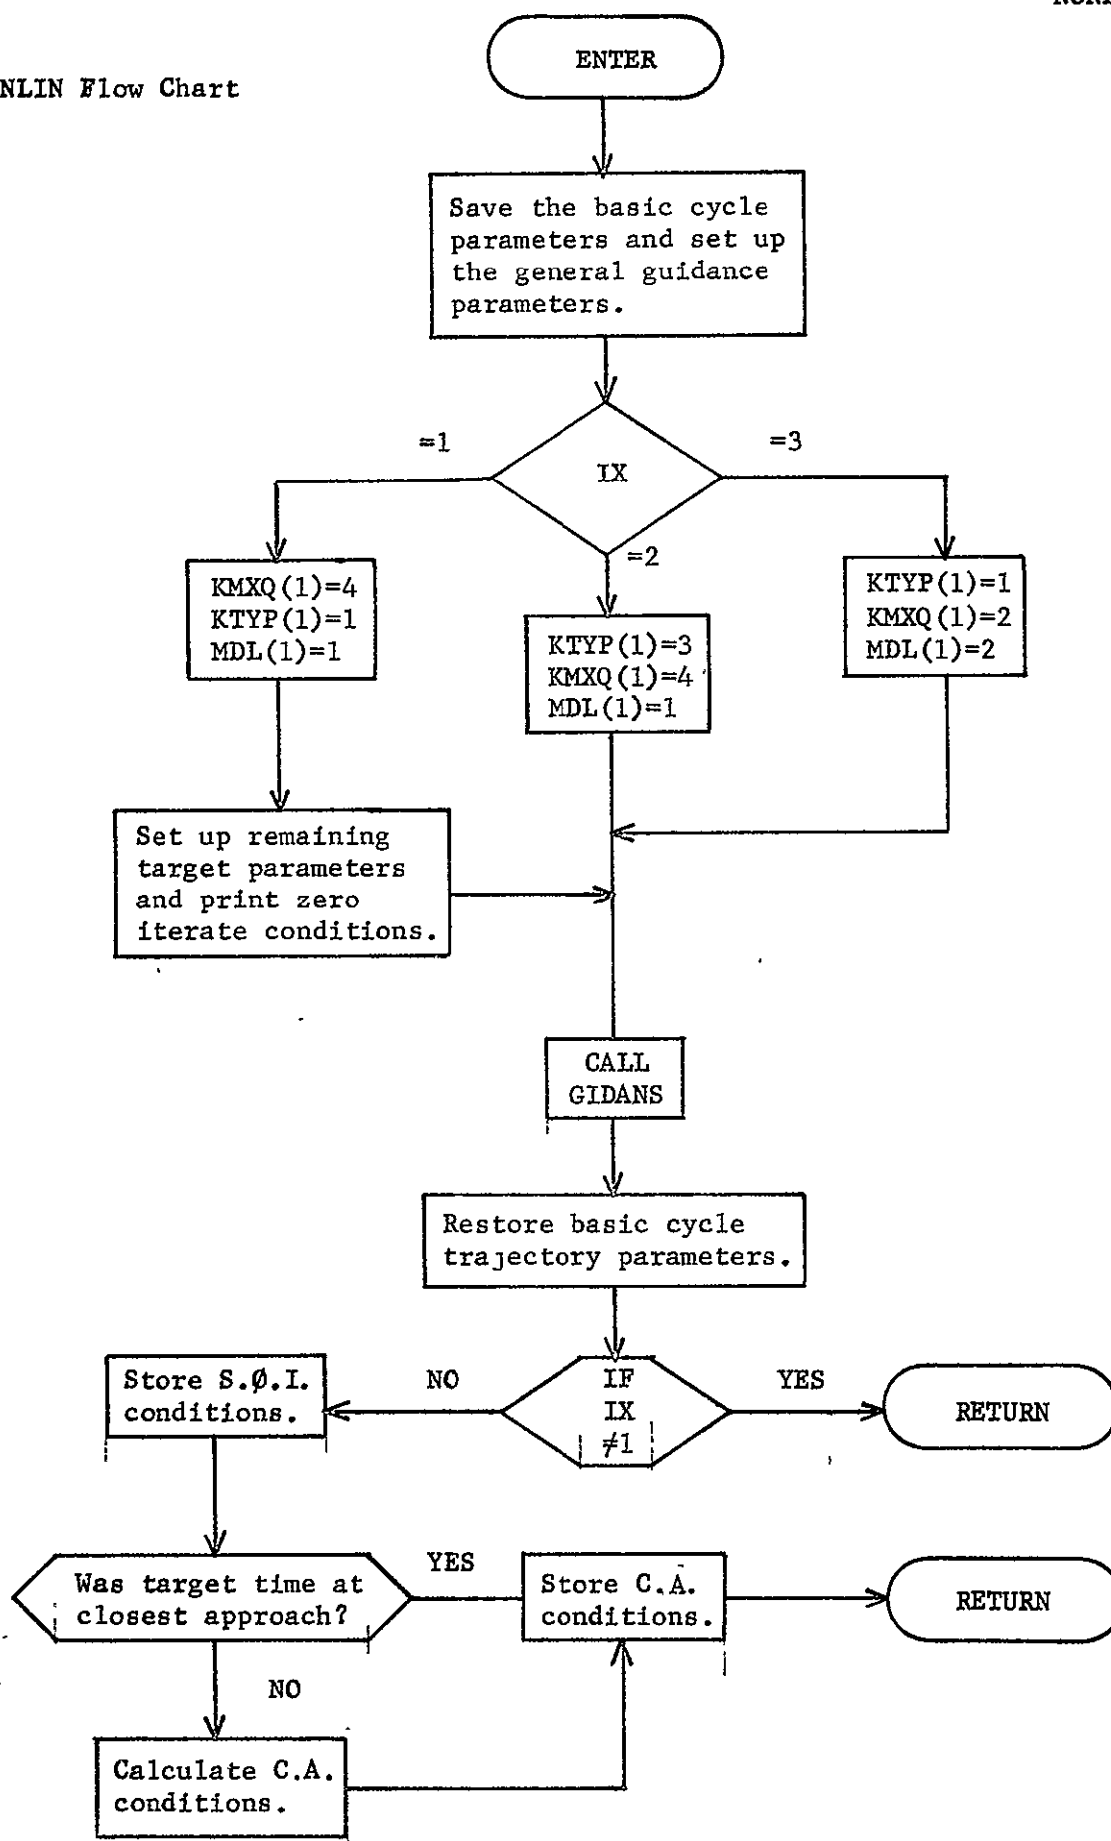 NLIN Flow Chart
ENTER
Save the basic cycle
parameters and set up
the general guidance
parameters.
=1
IX
=3
=2
KMXQ(1)=4
KTYP(1)=1
MDL(1)=1
KTYP(1)=3
KMXQ(1)=4
MDL(1)=1
KTYP(1)=1
KMXQ(1)=2
MDL(1)=2
Set up remaining
target parameters
and print zero
iterate conditions.
CALL
GIDANS
Restore basic cycle
trajectory parameters.
IF
IX
≠1
NO
YES
RETURN
Store S.Ø.I.
conditions.
Was target time at
closest approach?
YES
Store C.A.
conditions.
RETURN
NO
Calculate C.A.
conditions.